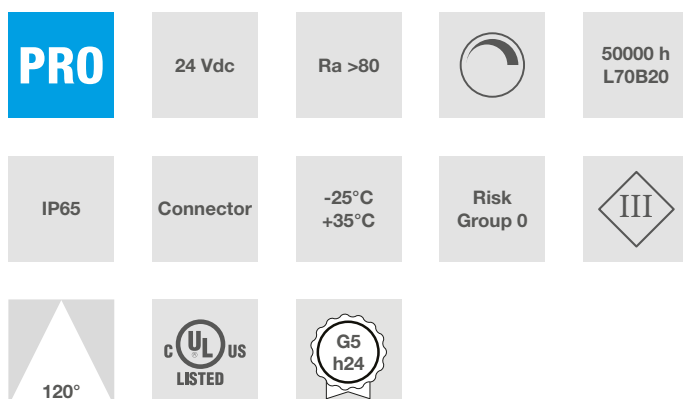 PRO
24 Vdc
Ra >80
50000 h
L70B20
IP65
Connector
-25°C
+35°C
Risk
Group 0
III
120°
C UL US
®
LISTED
G5
h24